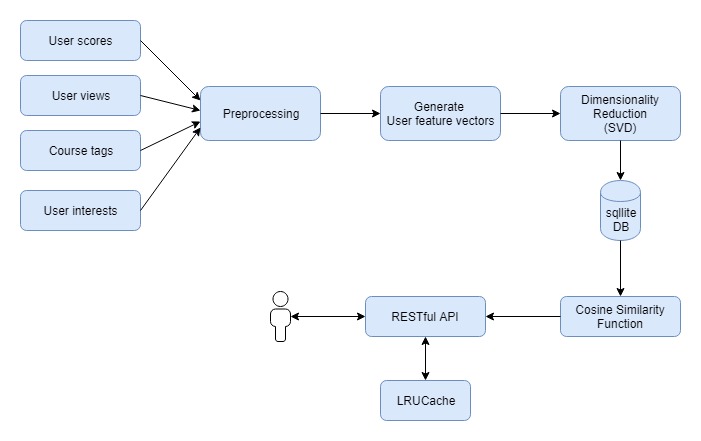 User scores
User views
Course tags
User interests
Preprocessing
Generate
User feature vectors
Dimensionality
Reduction
(SVD)
sqllite
DB
Cosine Similarity
Function
RESTful API
LRUCache